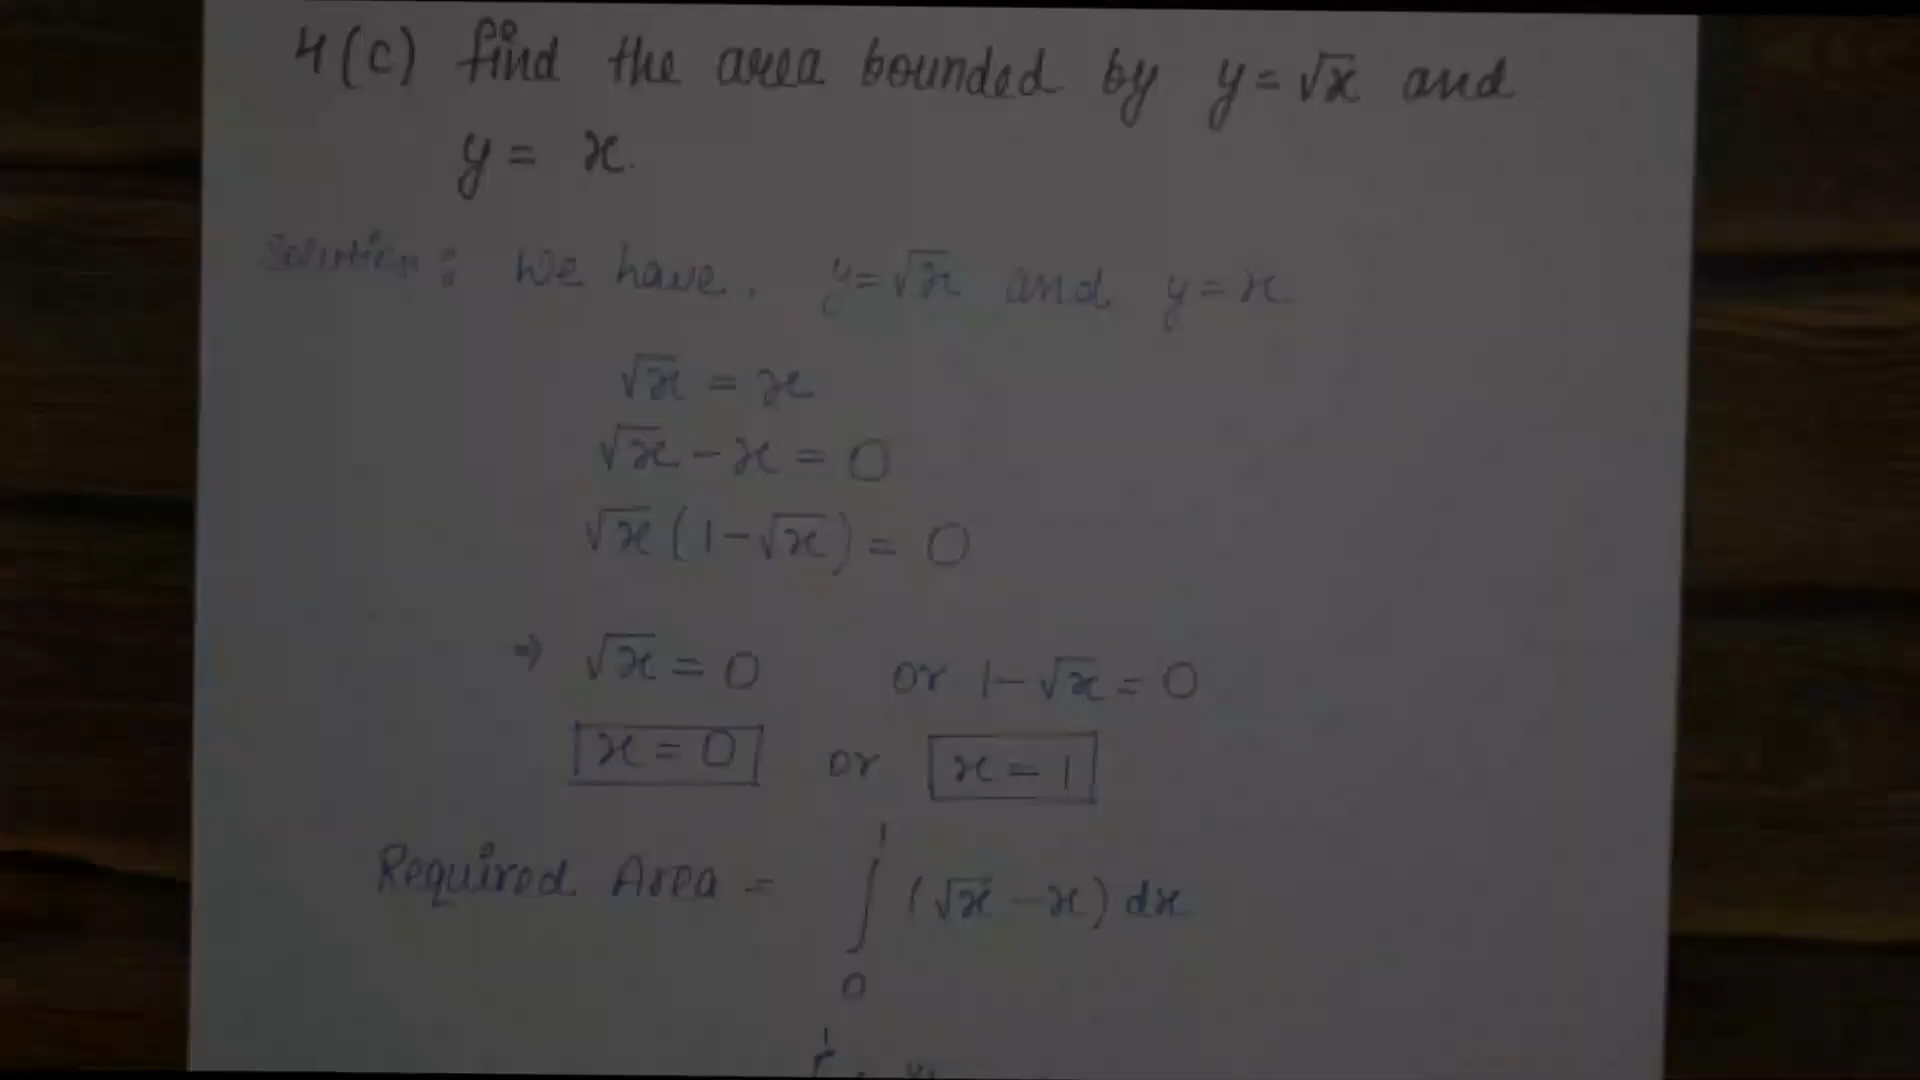 4(c) find the area bounded by y = √x and
y = x.
Solution: We have, y = √x and y = x
√x = x
√x - x = 0
√x (1-√x) = 0
⇒ √x = 0 or 1-√x = 0
x = 0 or x = 1
Required Area = ∫₀¹ (√x - x) dx